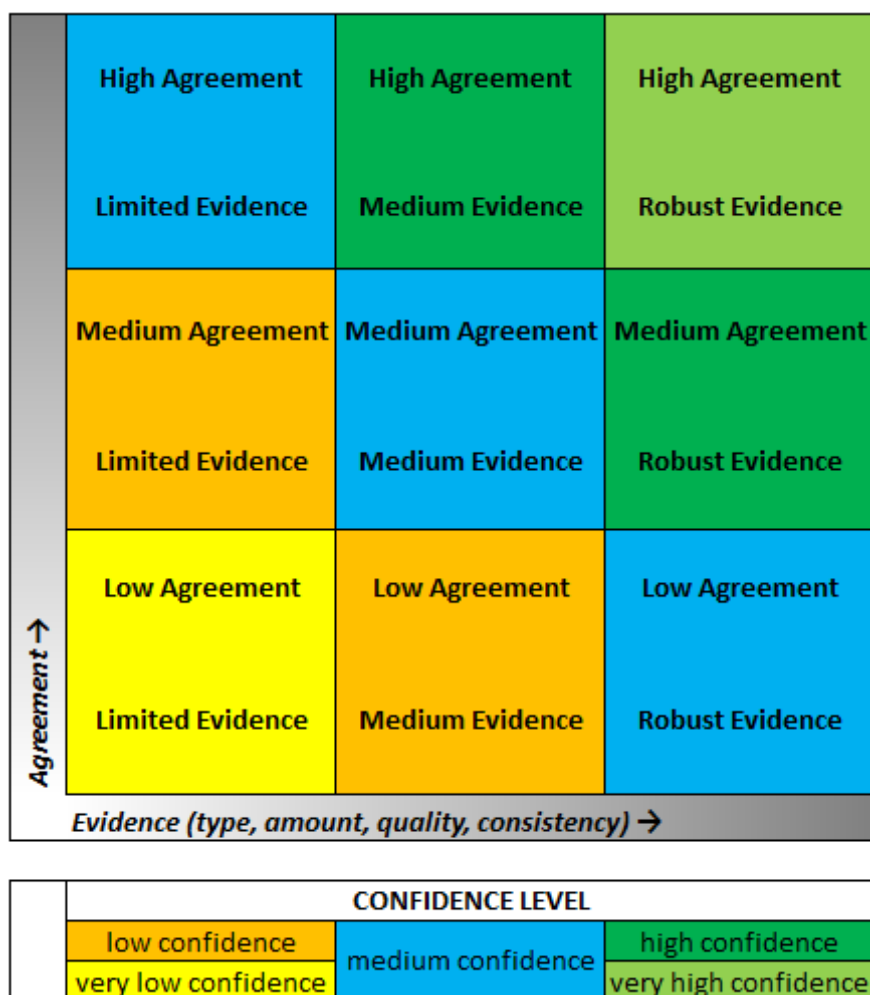 High Agreement High Agreement High Agreement
Limited Evidence Medium Evidence Robust Evidence
Medium Agreement Medium Agreement Medium Agreement
Limited Evidence Medium Evidence Robust Evidence
Low Agreement Low Agreement Low Agreement
Limited Evidence Medium Evidence Robust Evidence
Agreement →
Evidence (type, amount, quality, consistency) →
CONFIDENCE LEVEL
low confidence medium confidence high confidence
very low confidence very high confidence